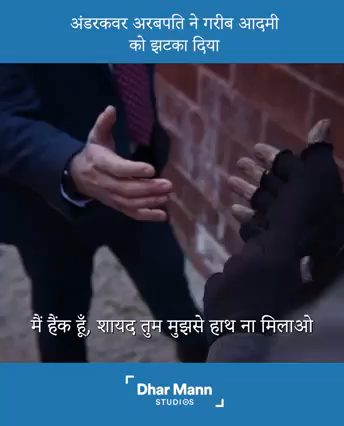 अंडरकवर अरबपति ने गरीब आदमी
को झटका दिया
मैं हैंक हूँ, शायद तुम मुझसे हाथ ना मिलाओ
Dhar Mann
STUDIOS